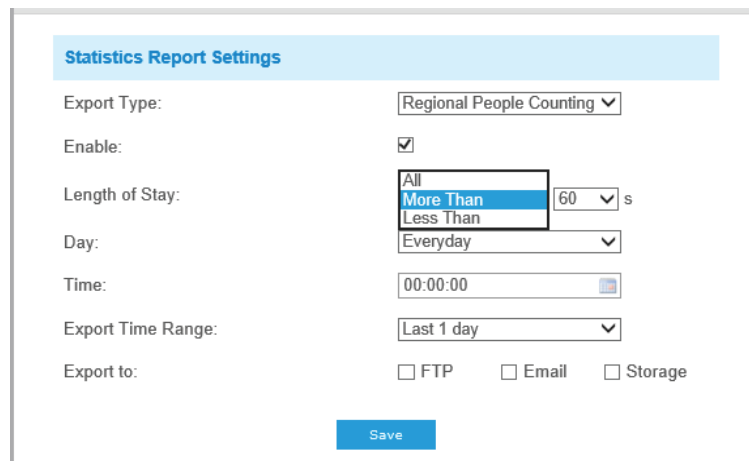 Statistics Report Settings
Export Type: Regional People Counting
Enable:
All
Length of Stay: More Than 60 s
Less Than
Day: Everyday
Time: 00:00:00
Export Time Range: Last 1 day
Export to: FTP Email Storage
Save